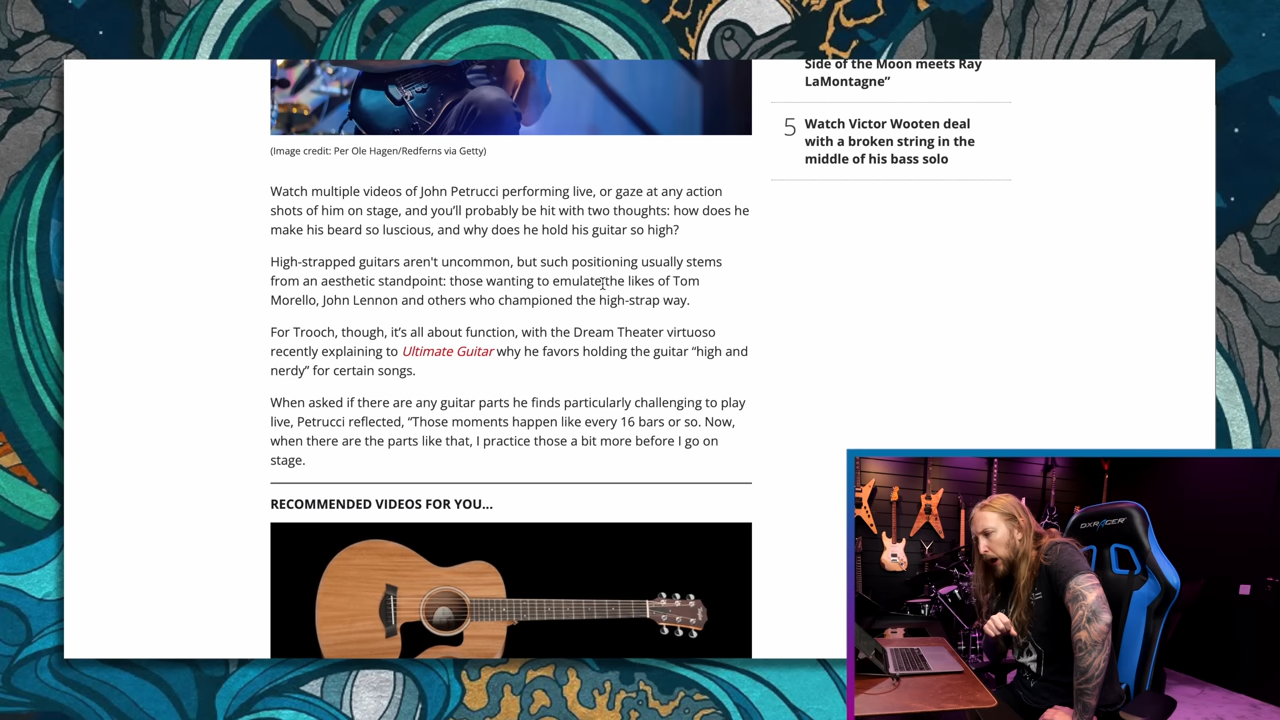 (Image credit: Per Ole Hagen/Redferns via Getty)
Watch multiple videos of John Petrucci performing live, or gaze at any action
shots of him on stage, and you’ll probably be hit with two thoughts: how does he
make his beard so luscious, and why does he hold his guitar so high?
High-strapped guitars aren't uncommon, but such positioning usually stems
from an aesthetic standpoint: those wanting to emulate the likes of Tom
Morello, John Lennon and others who championed the high-strap way.
For Trooch, though, it’s all about function, with the Dream Theater virtuoso
recently explaining to Ultimate Guitar why he favors holding the guitar “high and
nerdy” for certain songs.
When asked if there are any guitar parts he finds particularly challenging to play
live, Petrucci reflected, “Those moments happen like every 16 bars or so. Now,
when there are the parts like that, I practice those a bit more before I go on
stage.
RECOMMENDED VIDEOS FOR YOU...
Side of the Moon meets Ray
LaMontagne”
5 Watch Victor Wooten deal
with a broken string in the
middle of his bass solo
DXRACER